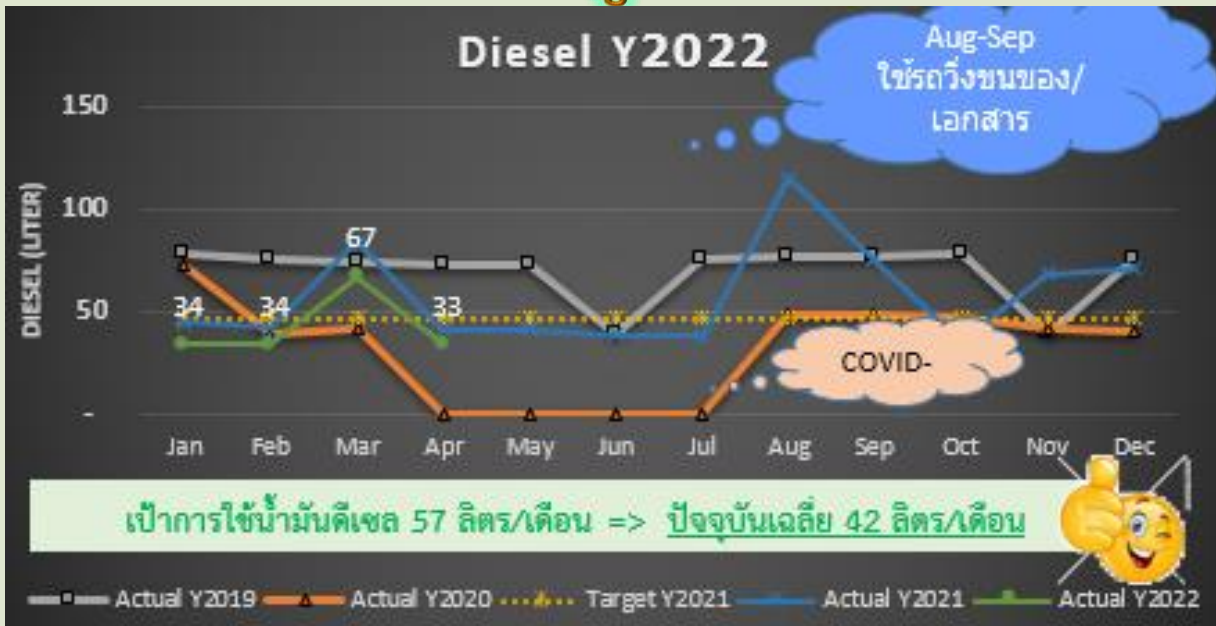 Diesel Y2022
Aug-Sep
ใช้รถวิ่งขนของ/
เอกสาร
150
100
50
-
DIESEL (LITER)
34
34
67
33
COVID-
Jan Feb Mar Apr May Jun Jul Aug Sep Oct Nov Dec
เป้าการใช้น้ำมันดีเซล 57 ลิตร/เดือน => ปัจจุบันเฉลี่ย 42 ลิตร/เดือน
Actual Y2019 Actual Y2020 Target Y2021 Actual Y2021 Actual Y2022